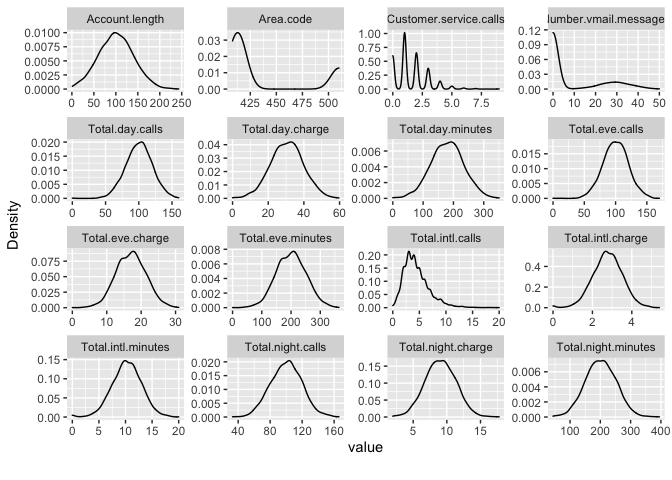 Account.length Area.code Customer.service.calls lumber.vmail.message
0.0100 0.0075 0.0050 0.0025 0.0000
0 50 100 150 200 250
0.03 0.02 0.01 0.00
425 450 475 500
1.00 0.75 0.50 0.25 0.00
0.0 2.5 5.0 7.5
0.12 0.09 0.06 0.03 0.00
0 10 20 30 40 50
Total.day.calls Total.day.charge Total.day.minutes Total.eve.calls
0.020 0.015 0.010 0.005 0.000
0 50 100 150
0.04 0.03 0.02 0.01 0.00
0 20 40 60
0.006 0.004 0.002 0.000
0 100 200 300
0.015 0.010 0.005 0.000
0 50 100 150
Density
Total.eve.charge Total.eve.minutes Total.intl.calls Total.intl.charge
0.075 0.050 0.025 0.000
0 10 20 30
0.008 0.006 0.004 0.002 0.000
0 100 200 300
0.20 0.15 0.10 0.05 0.00
0 5 10 15 20
0.4 0.2 0.0
0 2 4
Total.intl.minutes Total.night.calls Total.night.charge Total.night.minutes
0.15 0.10 0.05 0.00
0 5 10 15 20
0.020 0.015 0.010 0.005 0.000
40 80 120 160
0.15 0.10 0.05 0.00
5 10 15
0.006 0.004 0.002 0.000
100 200 300 400
value